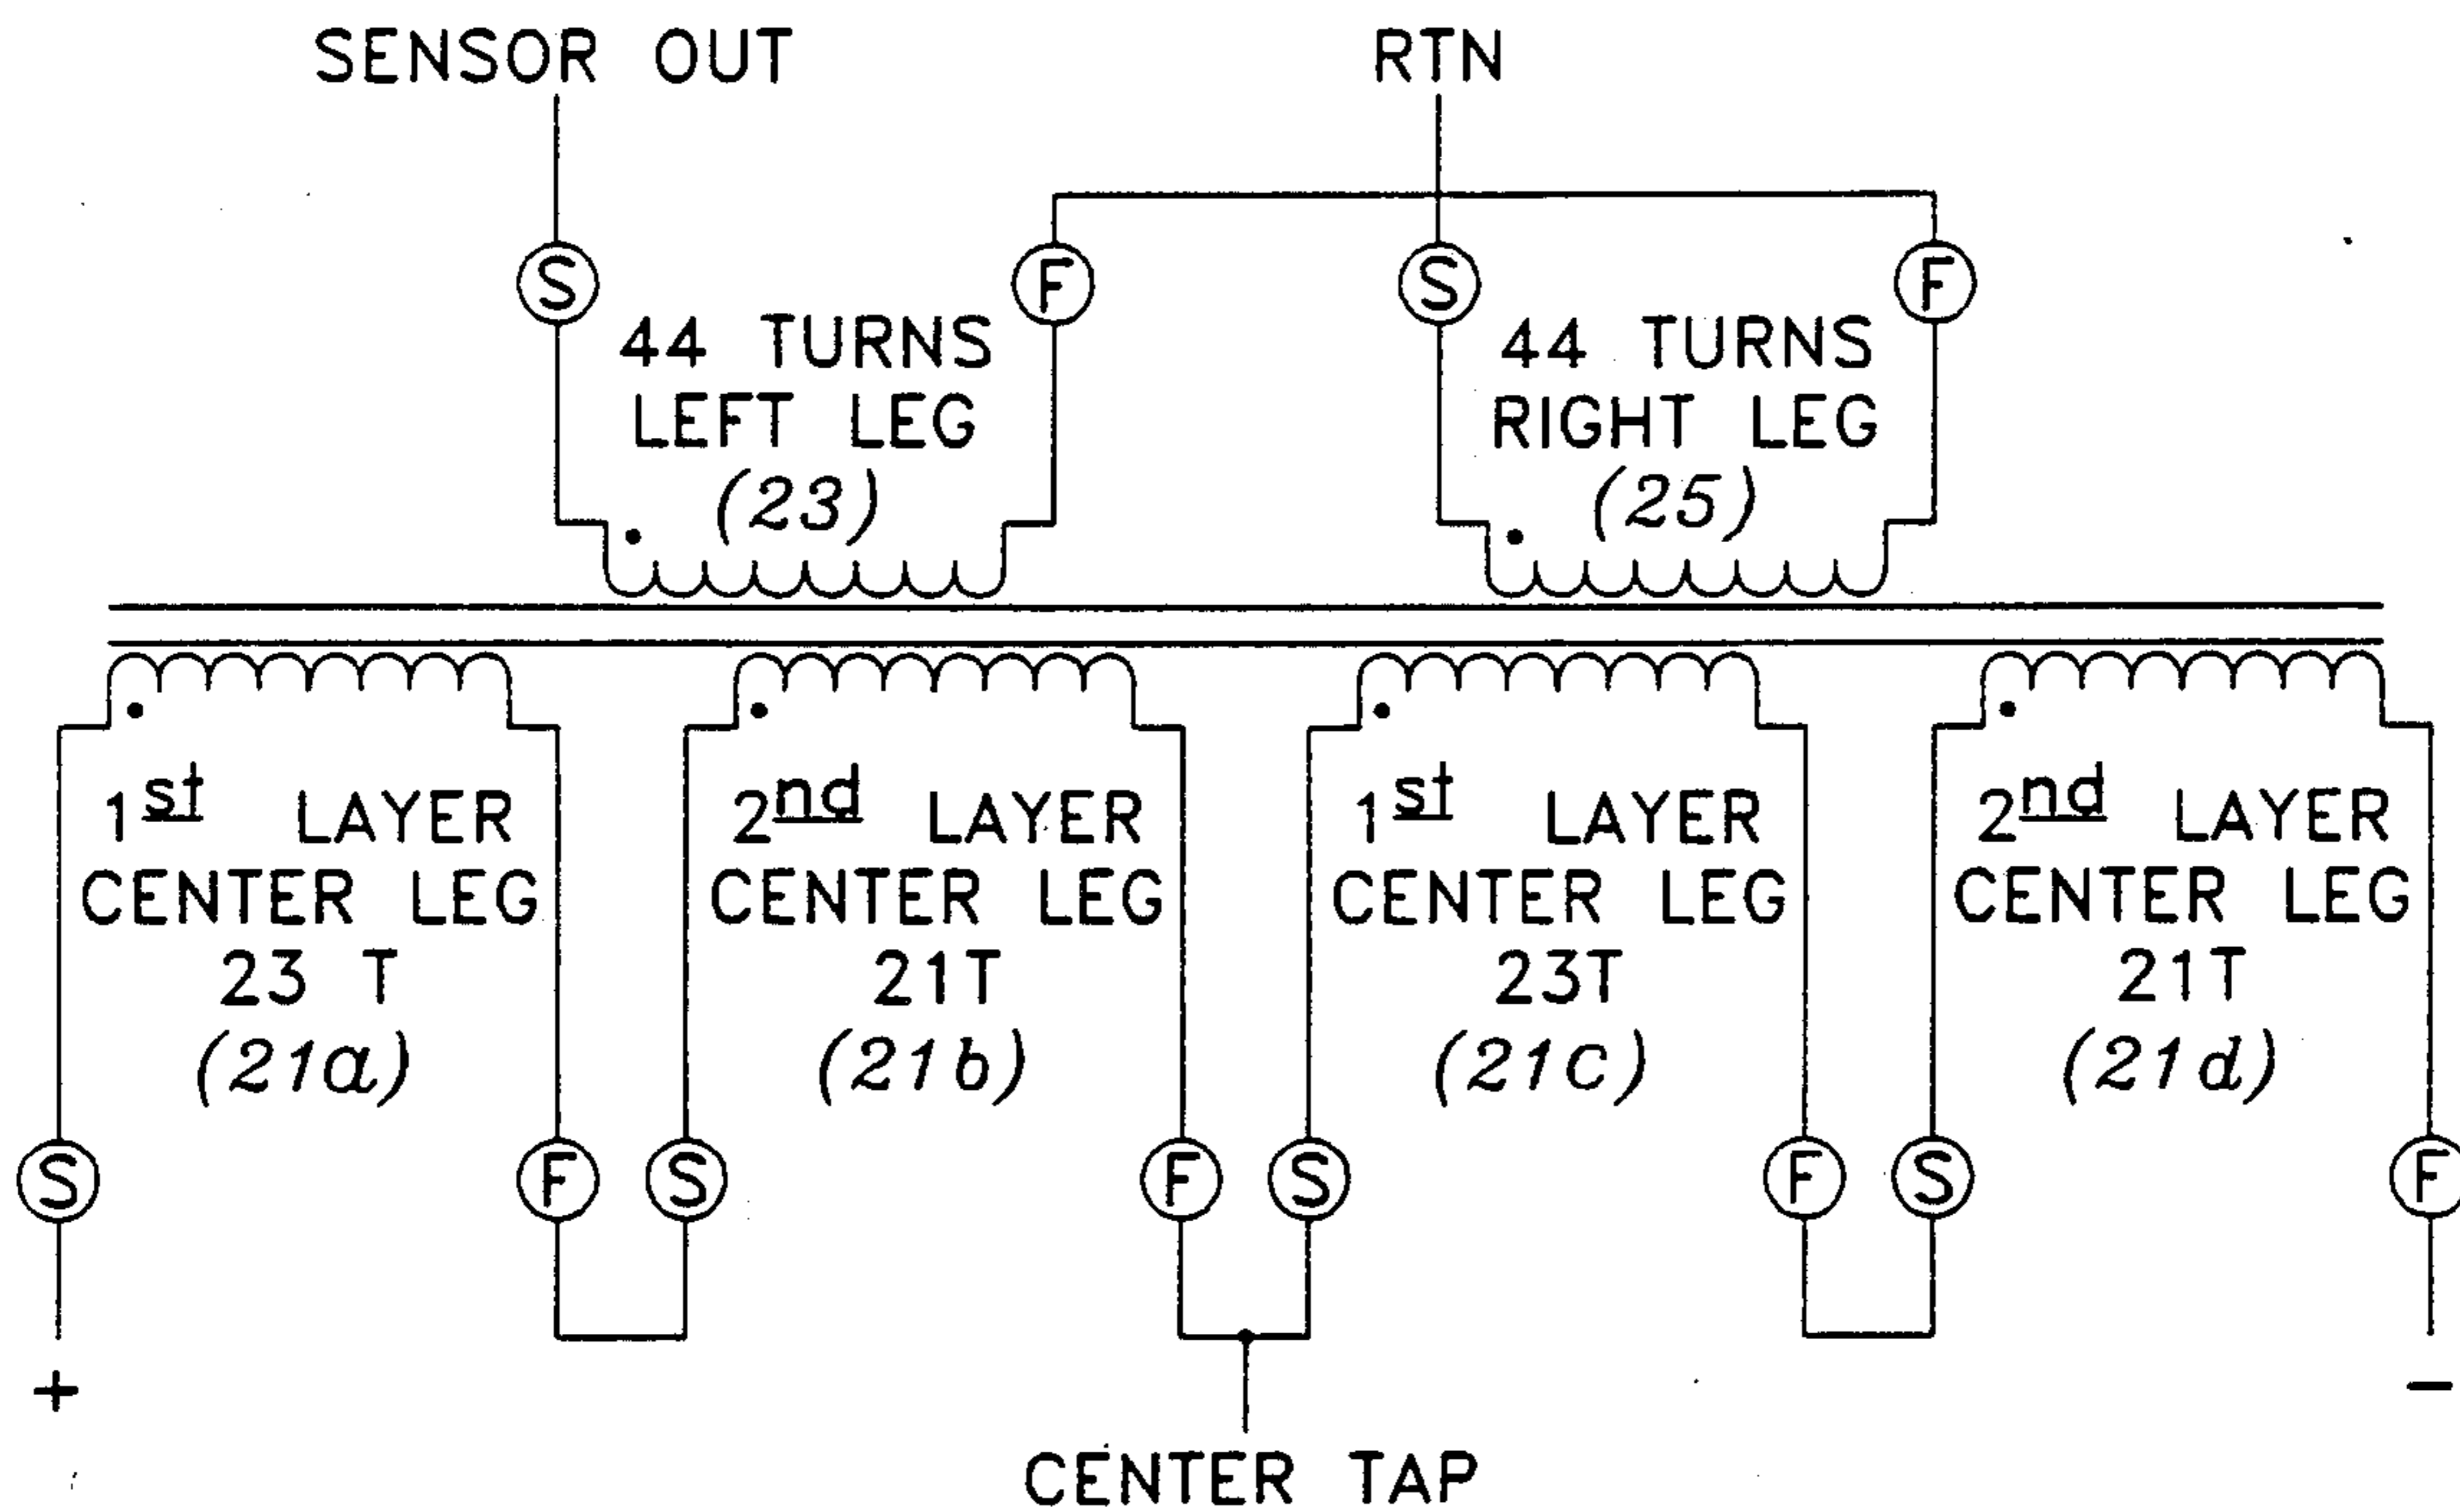 SENSOR OUT
RTN
S
F
S
F
44 TURNS
LEFT LEG
(23)
44 TURNS
RIGHT LEG
(25)
1st LAYER
CENTER LEG
23 T
(21a)
2nd LAYER
CENTER LEG
21T
(21b)
1st LAYER
CENTER LEG
23T
(21c)
2nd LAYER
CENTER LEG
21T
(21d)
S
F
S
F
S
F
S
F
+
−
CENTER TAP